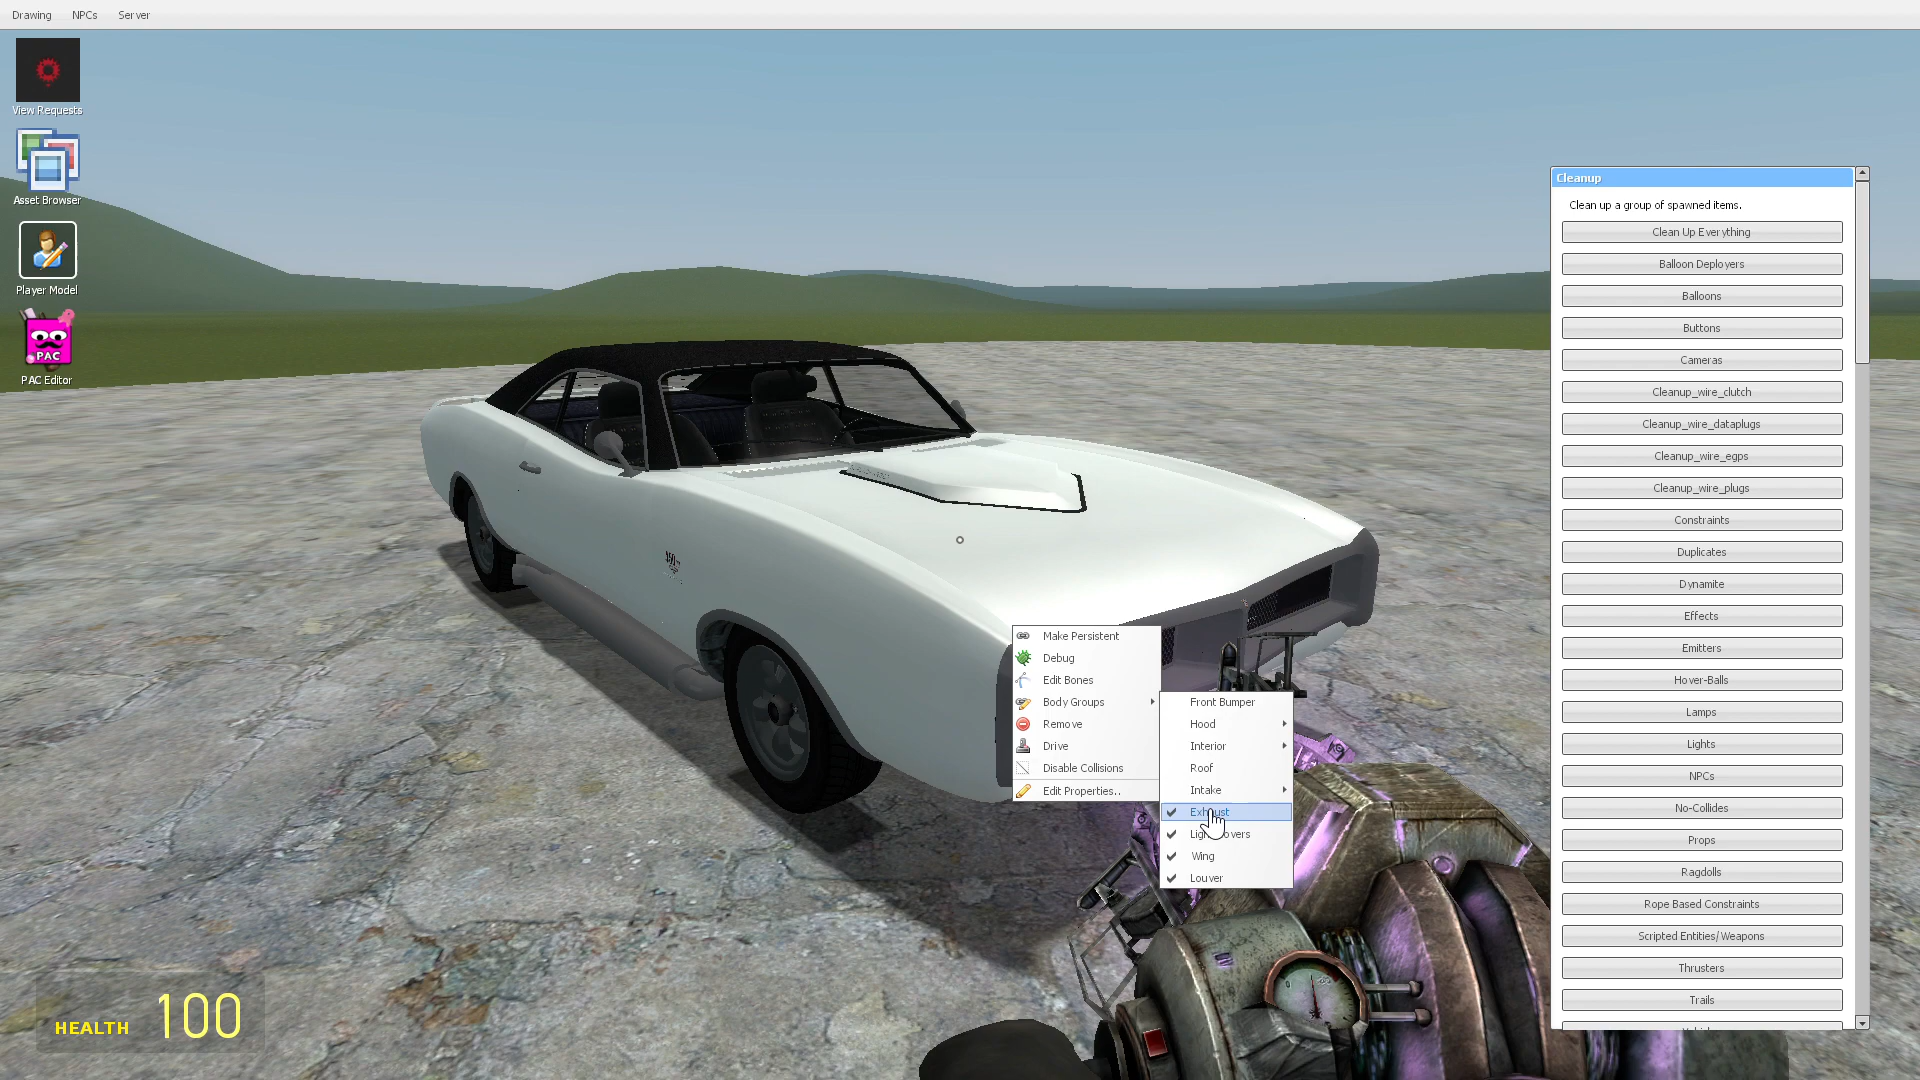 Drawing NPCs Server
View Requests
Asset Browser
Player Model
PAC
PAC Editor
Make Persistent
Debug
Edit Bones
Body Groups
Remove
Drive
Disable Collisions
Edit Properties..
Front Bumper
Hood
Interior
Roof
Intake
Exhaust
Wing
Louver
Cleanup
Clean up a group of spawned items.
Clean Up Everything
Balloon Deployers
Balloons
Buttons
Cameras
Cleanup_wire_clutch
Cleanup_wire_dataplugs
Cleanup_wire_egps
Cleanup_wire_plugs
Constraints
Duplicates
Dynamite
Effects
Emitters
Hover-Balls
Lamps
Lights
NPCs
No-Collides
Props
Ragdolls
Rope Based Constraints
Scripted Entities/Weapons
Thrusters
Trails
HEALTH 100